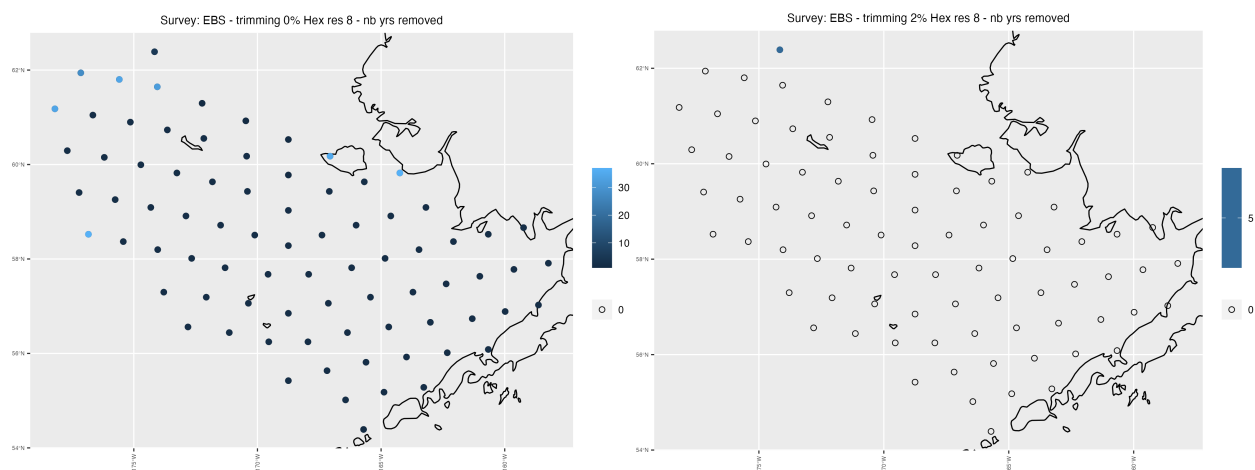 Survey: EBS - trimming 0% Hex res 8 - nb yrs removed
62°N
60°N
58°N
56°N
54°N
175°W
170°W
165°W
160°W
30
20
10
0
Survey: EBS - trimming 2% Hex res 8 - nb yrs removed
62°N
60°N
58°N
56°N
54°N
175°W
170°W
165°W
160°W
5
0